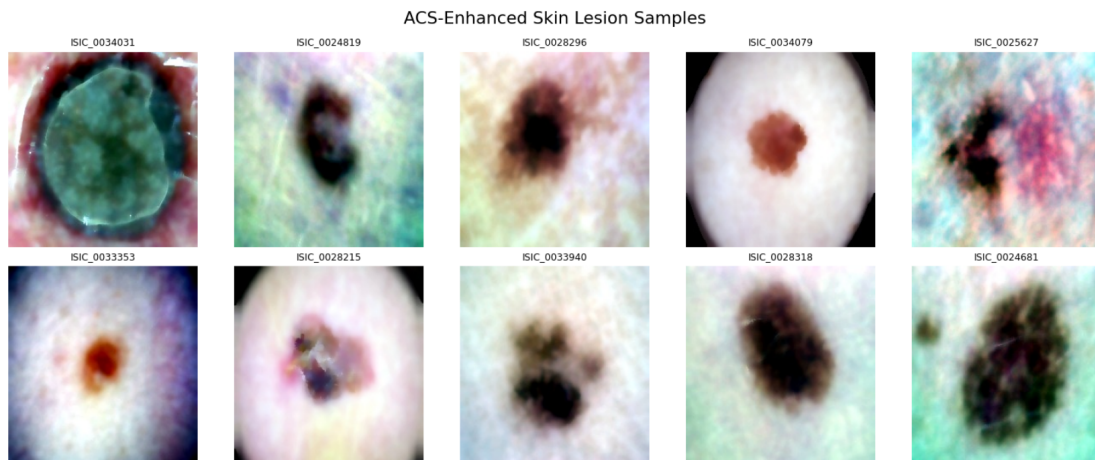 ACS-Enhanced Skin Lesion Samples
ISIC_0034031
ISIC_0024819
ISIC_0028296
ISIC_0034079
ISIC_0025627
ISIC_0033353
ISIC_0028215
ISIC_0033940
ISIC_0028318
ISIC_0024681